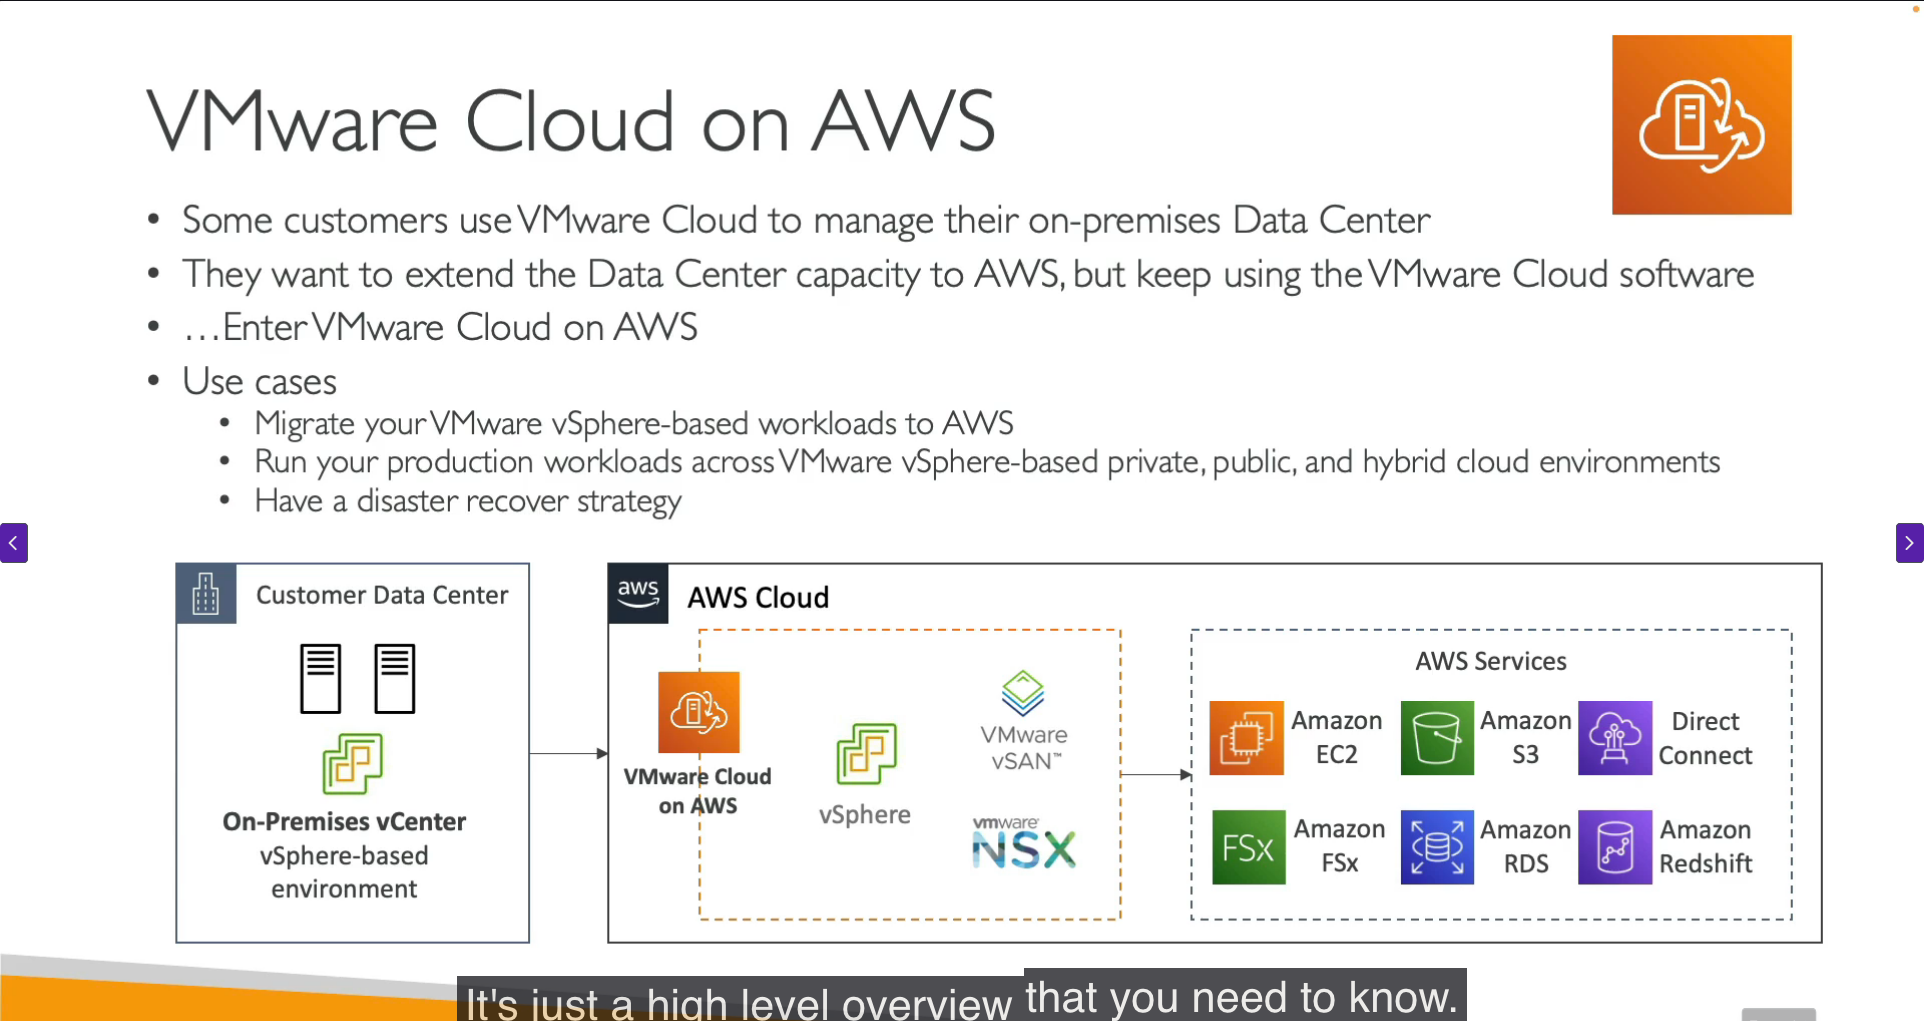 VMware Cloud on AWS
• Some customers use VMware Cloud to manage their on-premises Data Center
• They want to extend the Data Center capacity to AWS, but keep using the VMware Cloud software
• …Enter VMware Cloud on AWS
• Use cases
• Migrate your VMware vSphere-based workloads to AWS
• Run your production workloads across VMware vSphere-based private, public, and hybrid cloud environments
• Have a disaster recover strategy
Customer Data Center
On-Premises vCenter
vSphere-based
environment
aws
AWS Cloud
VMware Cloud
on AWS
vSphere
VMware
vSAN™
vmware®
NSX
AWS Services
Amazon
EC2
Amazon
S3
Direct
Connect
FSx
Amazon
FSx
Amazon
RDS
Amazon
Redshift
It's just a high level overview that you need to know.